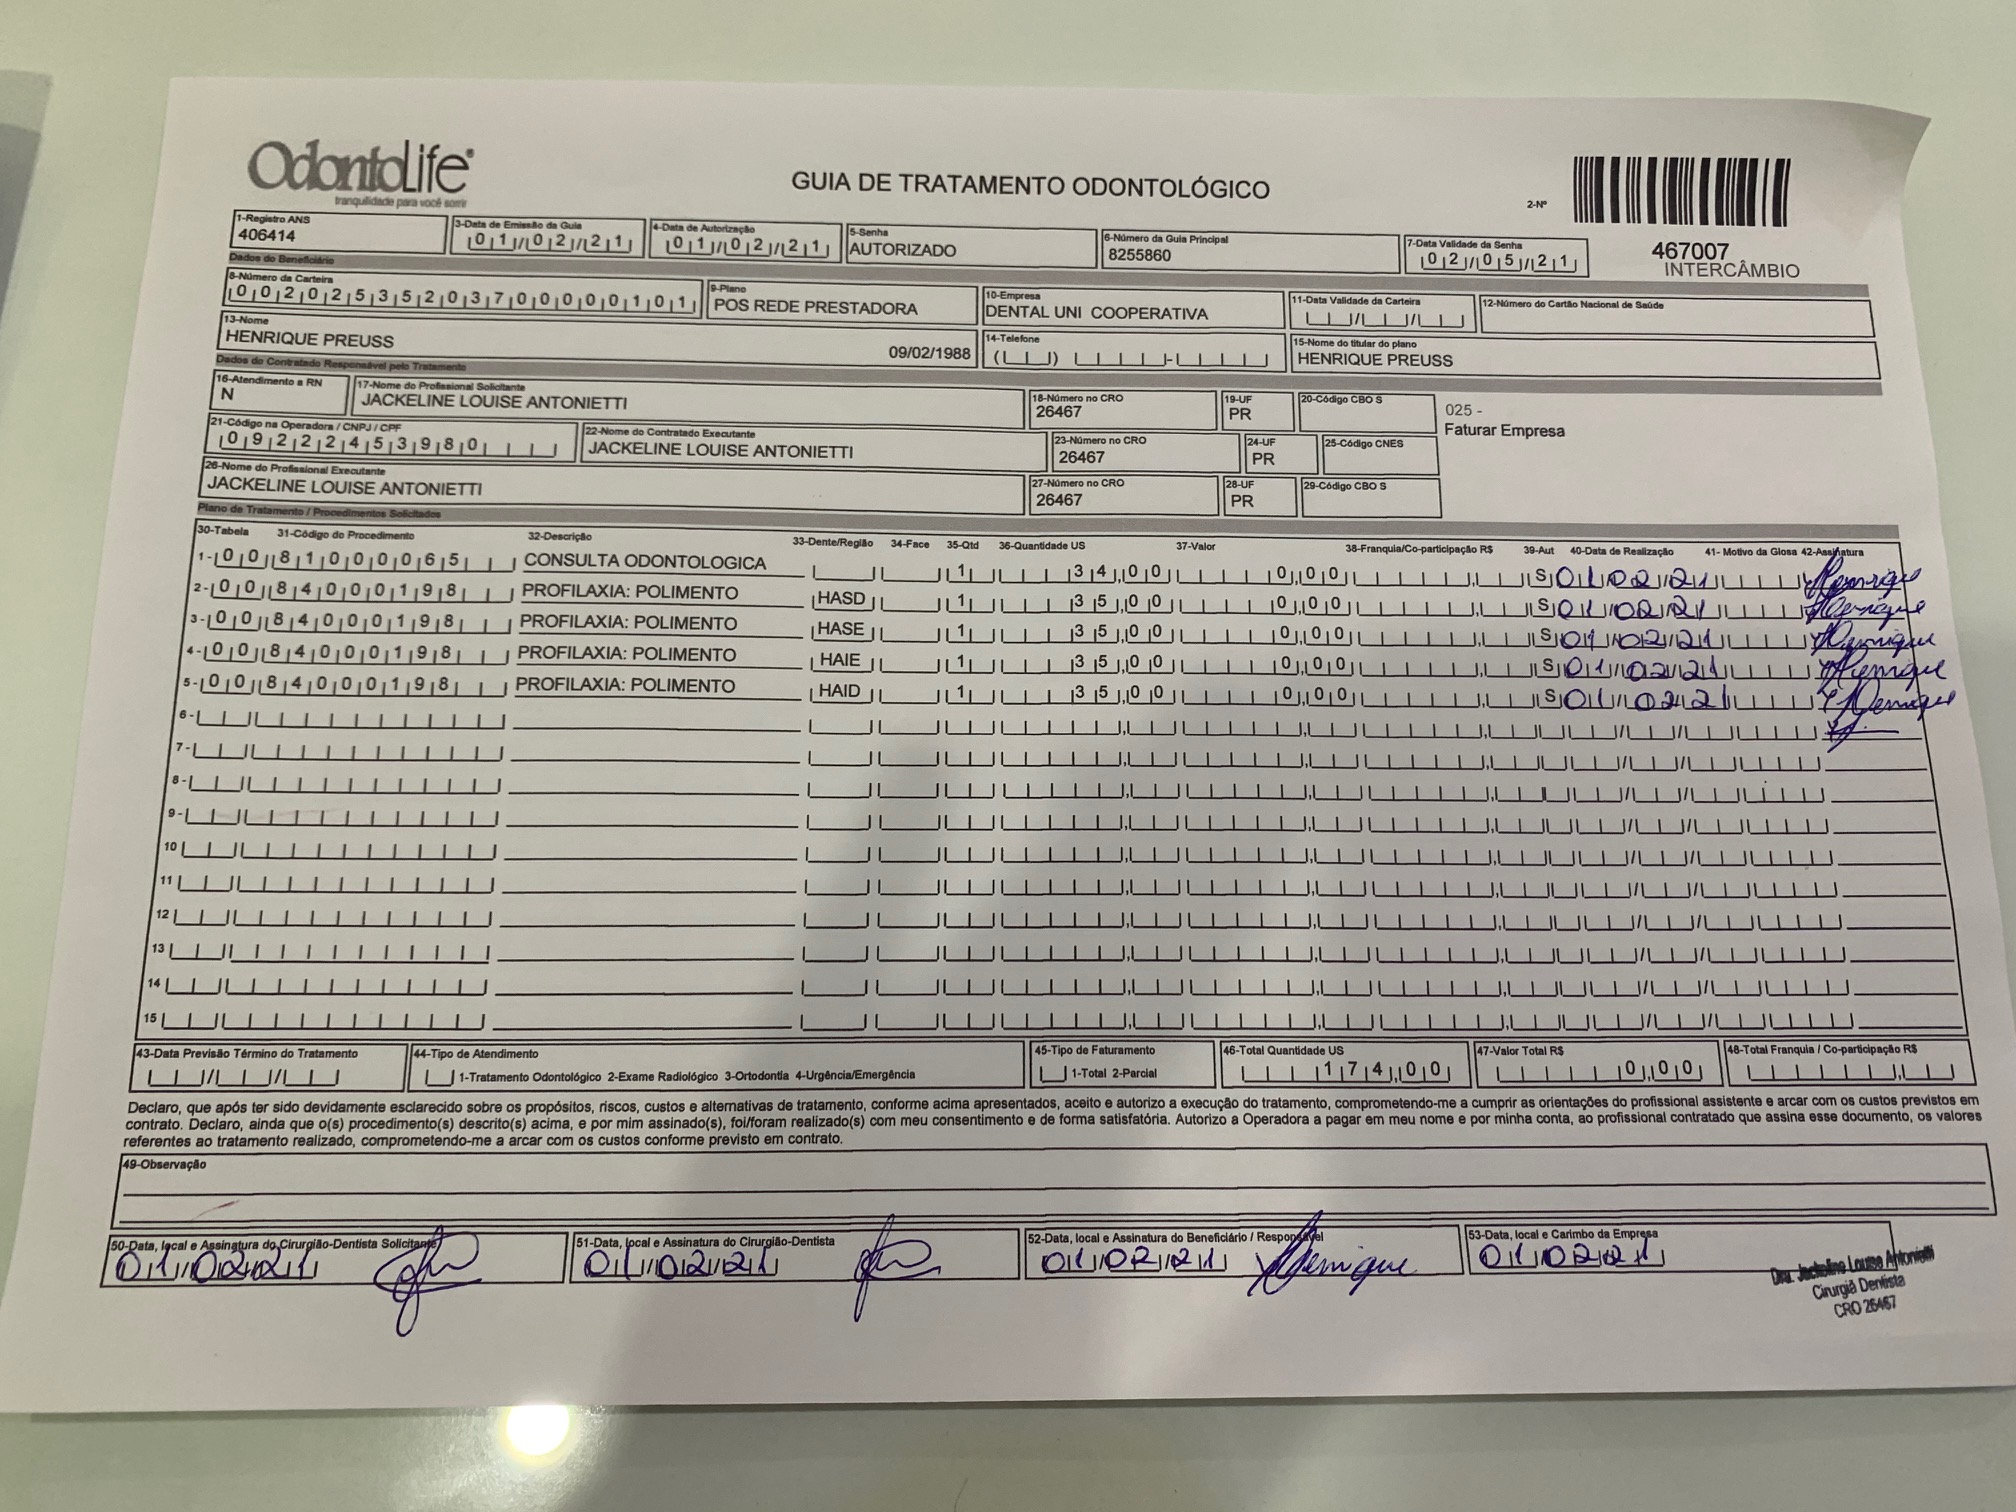 OdontoLife®
tranquilidade para você sorrir
GUIA DE TRATAMENTO ODONTOLÓGICO
2-Nº
467007
INTERCÂMBIO
1-Registro ANS
406414
3-Data de Emissão da Guia
01/02/21
4-Data de Autorização
01/02/21
5-Senha
AUTORIZADO
6-Número da Guia Principal
8255860
7-Data Validade da Senha
02/05/21
Dados do Beneficiário
8-Número da Carteira
00202535203700000101
9-Plano
POS REDE PRESTADORA
10-Empresa
DENTAL UNI COOPERATIVA
11-Data Validade da Carteira
12-Número do Cartão Nacional de Saúde
13-Nome
HENRIQUE PREUSS 09/02/1988
14-Telefone
15-Nome do titular do plano
HENRIQUE PREUSS
Dados do Contratado Responsável pelo Tratamento
16-Atendimento a RN
N
17-Nome do Profissional Solicitante
JACKELINE LOUISE ANTONIETTI
18-Número no CRO
26467
19-UF
PR
20-Código CBO S
025 -
Faturar Empresa
21-Código na Operadora / CNPJ / CPF
09222453980
22-Nome do Contratado Executante
JACKELINE LOUISE ANTONIETTI
23-Número no CRO
26467
24-UF
PR
25-Código CNES
26-Nome do Profissional Executante
JACKELINE LOUISE ANTONIETTI
27-Número no CRO
26467
28-UF
PR
29-Código CBO S
Plano de Tratamento / Procedimentos Solicitados
30-Tabela 31-Código do Procedimento 32-Descrição 33-Dente/Região 34-Face 35-Qtd 36-Quantidade US 37-Valor 38-Franquia/Co-participação R$ 39-Aut 40-Data de Realização 41- Motivo da Glosa 42-Assinatura
1- 00 81000065 CONSULTA ODONTOLOGICA 1 34,00 0,00 S 01/02/21 Henrique
2- 00 84000198 PROFILAXIA: POLIMENTO HASD 1 35,00 0,00 S 01/02/21 Henrique
3- 00 84000198 PROFILAXIA: POLIMENTO HASE 1 35,00 0,00 S 01/02/21 Henrique
4- 00 84000198 PROFILAXIA: POLIMENTO HAIE 1 35,00 0,00 S 01/02/21 Henrique
5- 00 84000198 PROFILAXIA: POLIMENTO HAID 1 35,00 0,00 S 01/02/21 Henrique
6-
7-
8-
9-
10
11
12
13
14
15
43-Data Previsão Término do Tratamento
44-Tipo de Atendimento
1-Tratamento Odontológico 2-Exame Radiológico 3-Ortodontia 4-Urgência/Emergência
45-Tipo de Faturamento
1-Total 2-Parcial
46-Total Quantidade US
174,00
47-Valor Total R$
0,00
48-Total Franquia / Co-participação R$
Declaro, que após ter sido devidamente esclarecido sobre os propósitos, riscos, custos e alternativas de tratamento, conforme acima apresentados, aceito e autorizo a execução do tratamento, comprometendo-me a cumprir as orientações do profissional assistente e arcar com os custos previstos em
contrato. Declaro, ainda que o(s) procedimento(s) descrito(s) acima, e por mim assinado(s), foi/foram realizado(s) com meu consentimento e de forma satisfatória. Autorizo a Operadora a pagar em meu nome e por minha conta, ao profissional contratado que assina esse documento, os valores
referentes ao tratamento realizado, comprometendo-me a arcar com os custos conforme previsto em contrato.
49-Observação
50-Data, local e Assinatura do Cirurgião-Dentista Solicitante
01/02/21
51-Data, local e Assinatura do Cirurgião-Dentista
01/02/21
52-Data, local e Assinatura do Beneficiário / Responsável
01/02/21 Henrique
53-Data, local e Carimbo da Empresa
01/02/21
Dra. Jackeline Louise Antonietti
Cirurgiã Dentista
CRO 26467